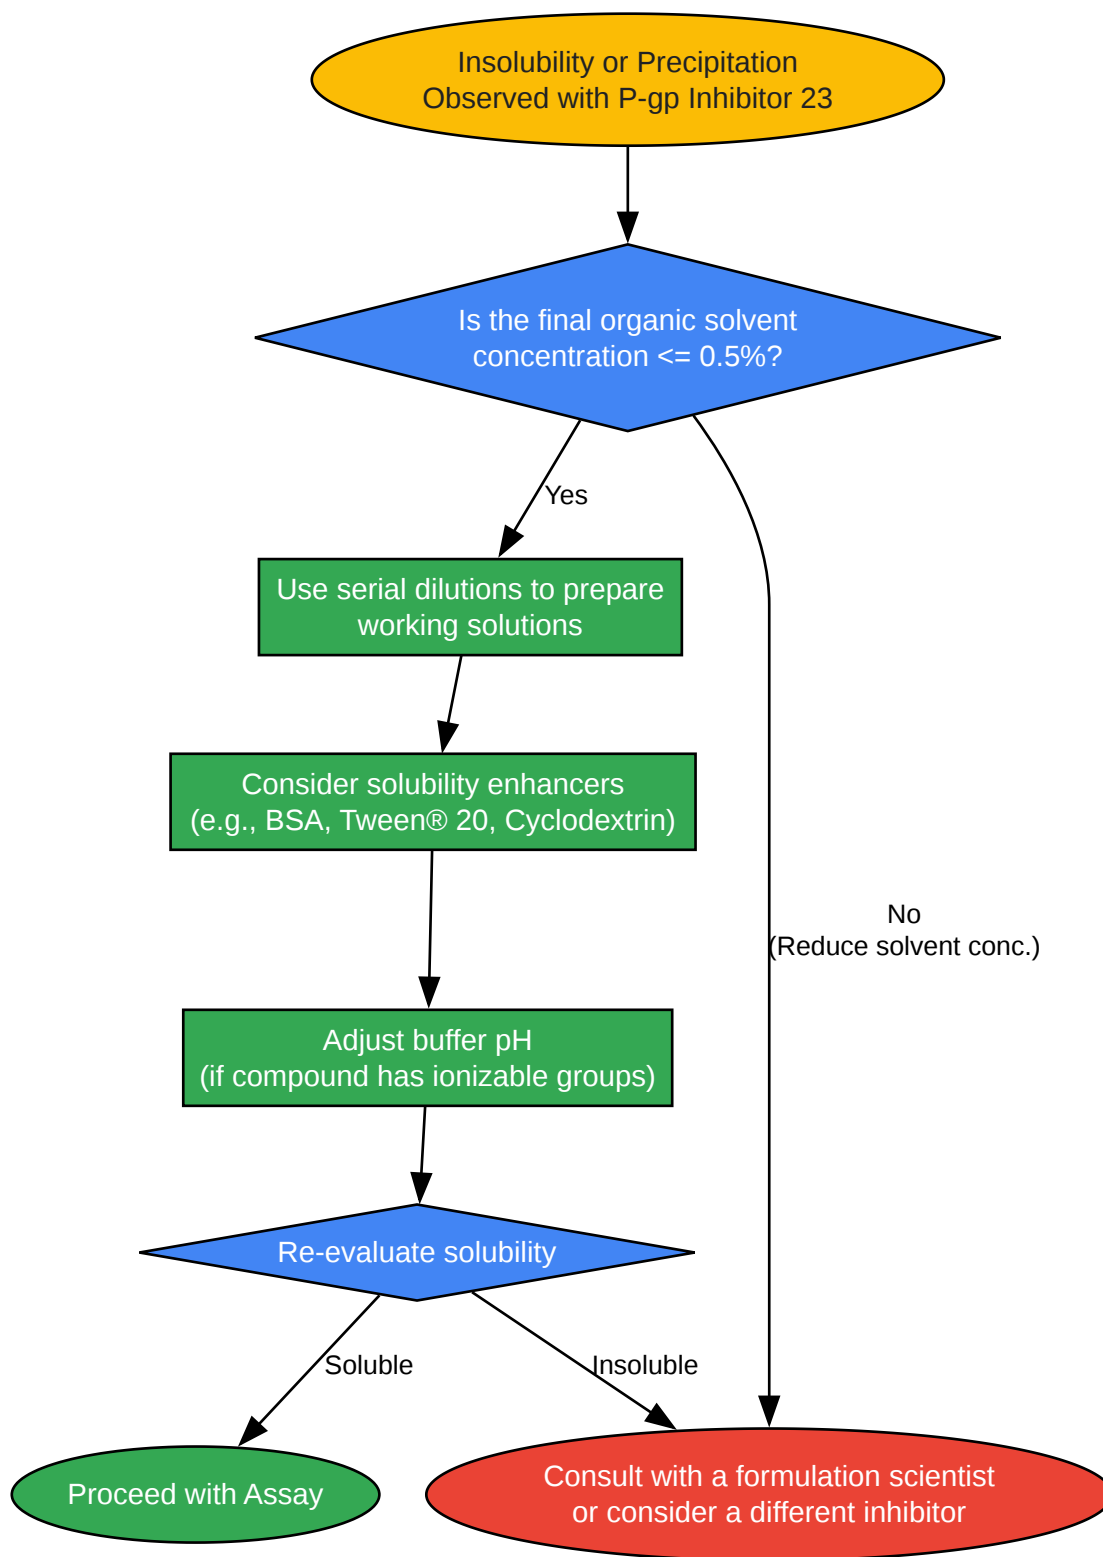 Insolubility or Precipitation
Observed with P-gp Inhibitor 23
Is the final organic solvent
concentration <= 0.5%?
Yes
Use serial dilutions to prepare
working solutions
Consider solubility enhancers
(e.g., BSA, Tween® 20, Cyclodextrin)
No
(Reduce solvent conc.)
Adjust buffer pH
(if compound has ionizable groups)
Re-evaluate solubility
Soluble
Insoluble
Proceed with Assay
Consult with a formulation scientist
or consider a different inhibitor